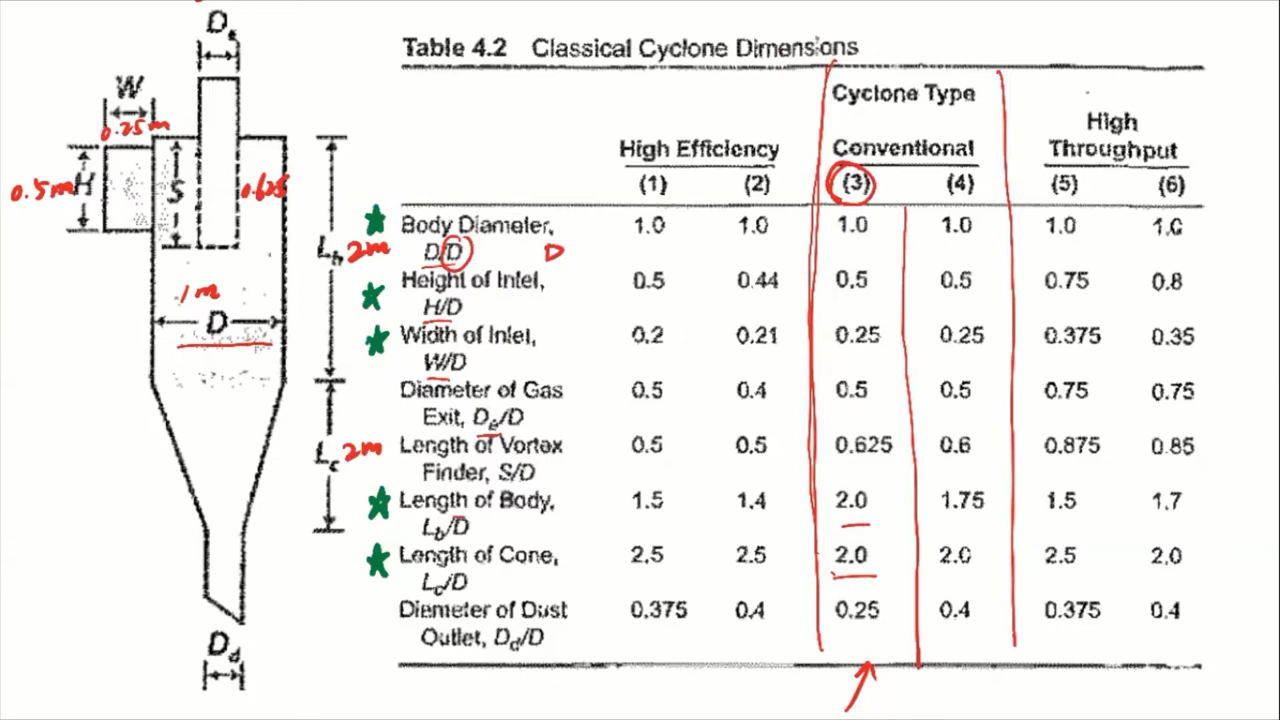 Table 4.2 Classical Cyclone Dimensions
Cyclone Type
High Efficiency Conventional High Throughput
(1) (2) (3) (4) (5) (6)
Body Diameter, 1.0 1.0 1.0 1.0 1.0 1.0
D/D D
Height of Inlet, 0.5 0.44 0.5 0.5 0.75 0.8
H/D
Width of Inlet, 0.2 0.21 0.25 0.25 0.375 0.35
W/D
Diameter of Gas 0.5 0.4 0.5 0.5 0.75 0.75
Exit, De/D
Length of Vortex 0.5 0.5 0.625 0.6 0.875 0.85
Finder, S/D
Length of Body, 1.5 1.4 2.0 1.75 1.5 1.7
Lb/D
Length of Cone, 2.5 2.5 2.0 2.0 2.5 2.0
Lc/D
Diameter of Dust 0.375 0.4 0.25 0.4 0.375 0.4
Outlet, Dd/D
De
W
0.25m
0.5m H S 0.625
Lb 2m
1m
D
Lc 2m
Dd